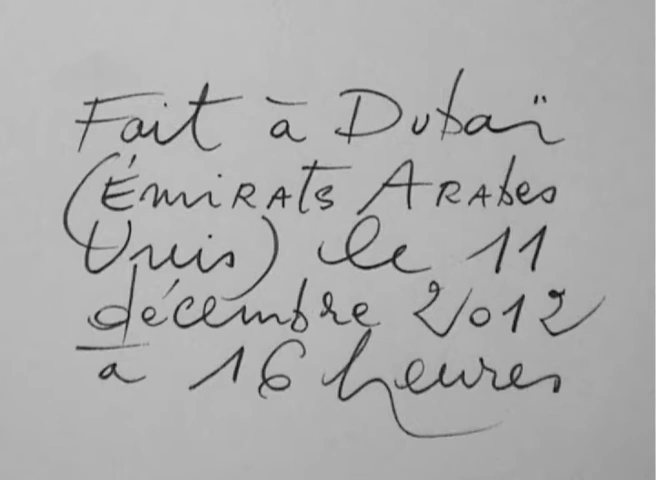 Fait à Dubaï
(Émirats Arabes
Unis) le 11
décembre 2012
à 16 heures